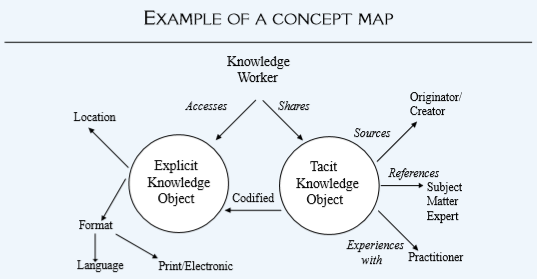 EXAMPLE OF A CONCEPT MAP
Knowledge
Worker
Accesses
Shares
Location
Originator/
Creator
Sources
Explicit
Knowledge
Object
Tacit
Knowledge
Object
Codified
References
Subject
Matter
Expert
Format
Experiences
with
Practitioner
Language
Print/Electronic